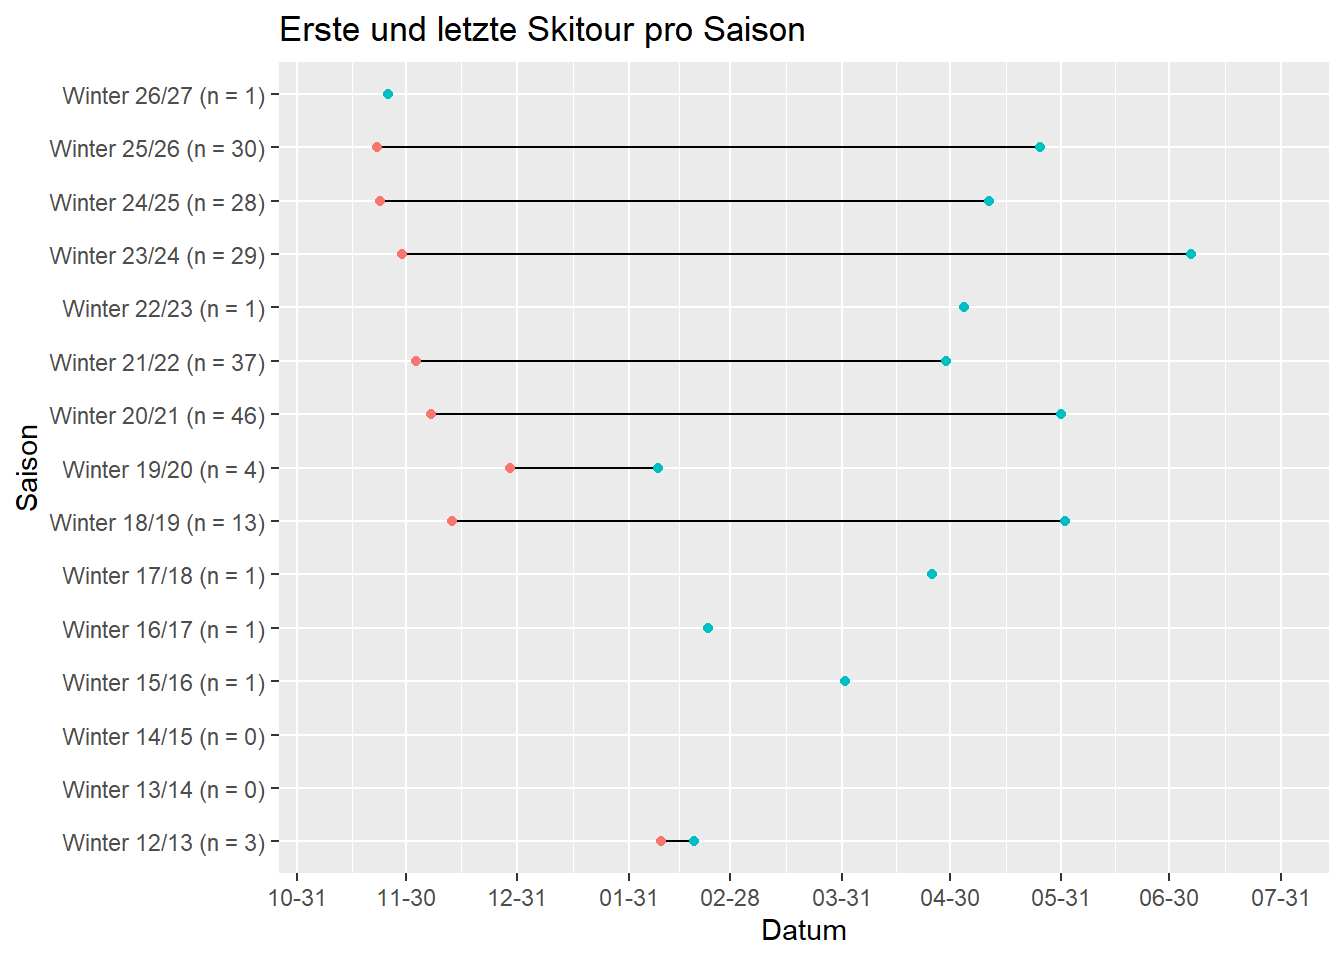 Erste und letzte Skitour pro Saison
Saison
Winter 26/27 (n = 1)
Winter 25/26 (n = 30)
Winter 24/25 (n = 28)
Winter 23/24 (n = 29)
Winter 22/23 (n = 1)
Winter 21/22 (n = 37)
Winter 20/21 (n = 46)
Winter 19/20 (n = 4)
Winter 18/19 (n = 13)
Winter 17/18 (n = 1)
Winter 16/17 (n = 1)
Winter 15/16 (n = 1)
Winter 14/15 (n = 0)
Winter 13/14 (n = 0)
Winter 12/13 (n = 3)
10-31 11-30 12-31 01-31 02-28 03-31 04-30 05-31 06-30 07-31
Datum